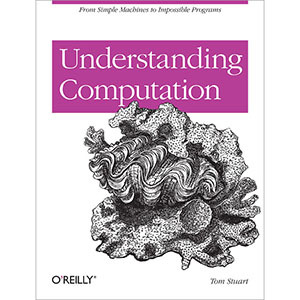 From Simple Machines to Impossible Programs
Understanding
Computation
O'REILLY®
Tom Stuart